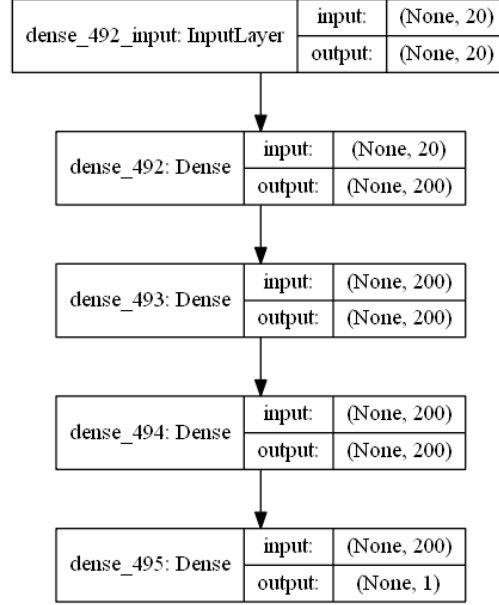 dense_492_input: InputLayer
input: (None, 20)
output: (None, 20)
dense_492: Dense
input: (None, 20)
output: (None, 200)
dense_493: Dense
input: (None, 200)
output: (None, 200)
dense_494: Dense
input: (None, 200)
output: (None, 200)
dense_495: Dense
input: (None, 200)
output: (None, 1)